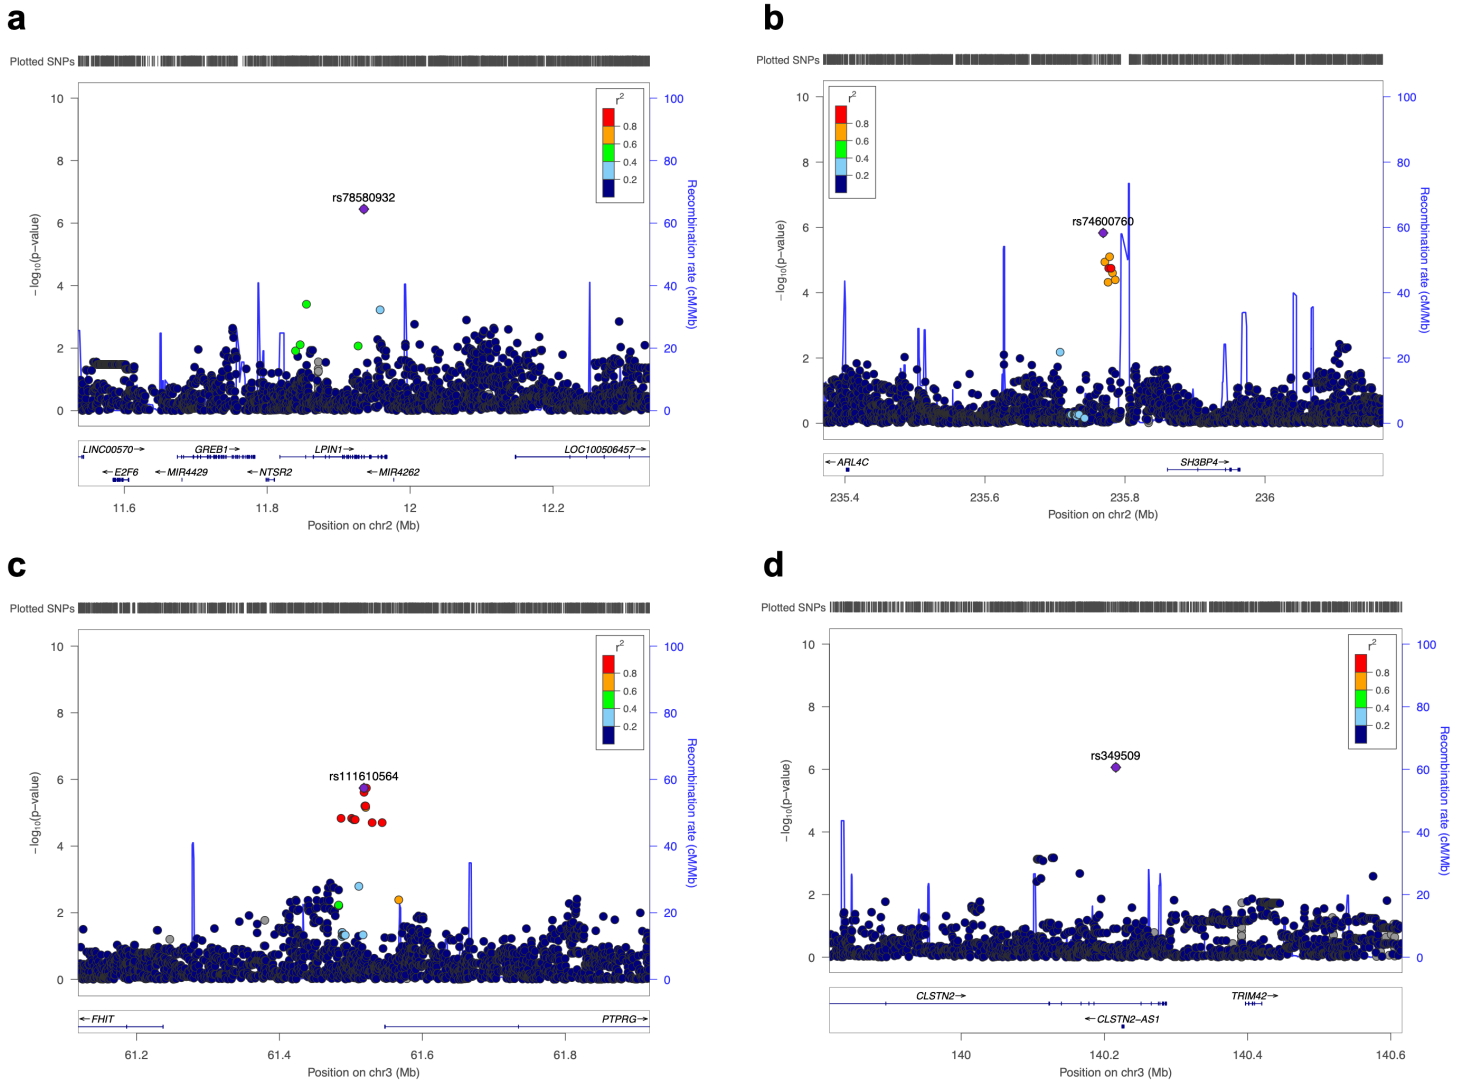 a
Plotted SNPs
10
8
6
4
2
0
− log10(p−value)
100
80
60
40
20
0
Recombination rate (cM/Mb)
r2
0.8
0.6
0.4
0.2
rs78580932
LINC00570→ GREB1→ LPIN1→ LOC100506457→
←E2F6 ←MIR4429 ←NTSR2 ←MIR4262
11.6 11.8 12 12.2
Position on chr2 (Mb)
b
Plotted SNPs
10
8
6
4
2
0
− log10(p−value)
100
80
60
40
20
0
Recombination rate (cM/Mb)
r2
0.8
0.6
0.4
0.2
rs74600760
←ARL4C SH3BP4→
235.4 235.6 235.8 236
Position on chr2 (Mb)
c
Plotted SNPs
10
8
6
4
2
0
− log10(p−value)
100
80
60
40
20
0
Recombination rate (cM/Mb)
r2
0.8
0.6
0.4
0.2
rs111610564
←FHIT PTPRG→
61.2 61.4 61.6 61.8
Position on chr3 (Mb)
d
Plotted SNPs
10
8
6
4
2
0
− log10(p−value)
100
80
60
40
20
0
Recombination rate (cM/Mb)
r2
0.8
0.6
0.4
0.2
rs349509
CLSTN2→ TRIM42→
←CLSTN2−AS1
140 140.2 140.4 140.6
Position on chr3 (Mb)